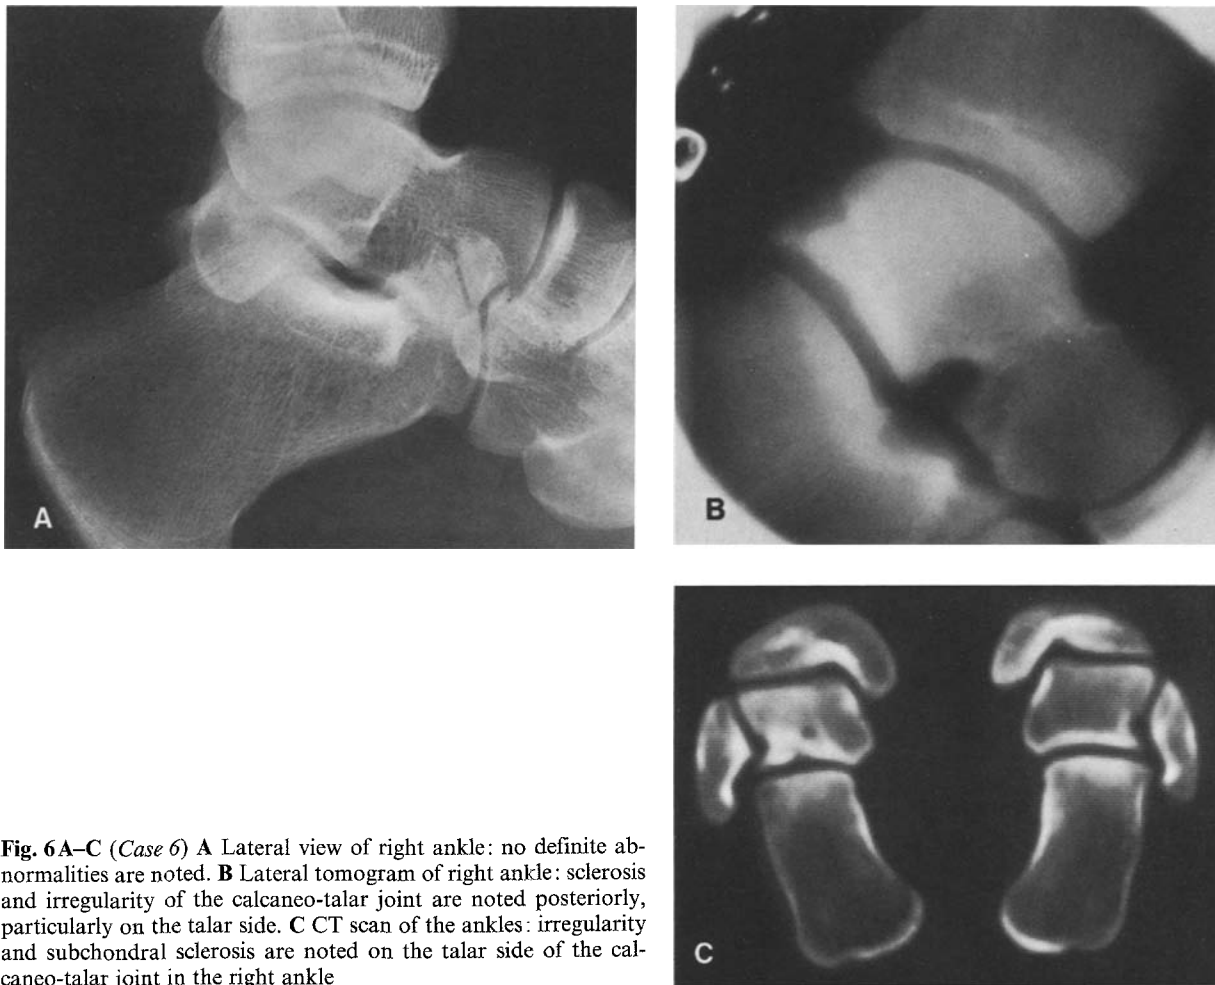 A
B
C
Fig. 6 A–C (Case 6) A Lateral view of right ankle: no definite ab-
normalities are noted. B Lateral tomogram of right ankle: sclerosis
and irregularity of the calcaneo-talar joint are noted posteriorly,
particularly on the talar side. C CT scan of the ankles: irregularity
and subchondral sclerosis are noted on the talar side of the cal-
caneo-talar joint in the right ankle